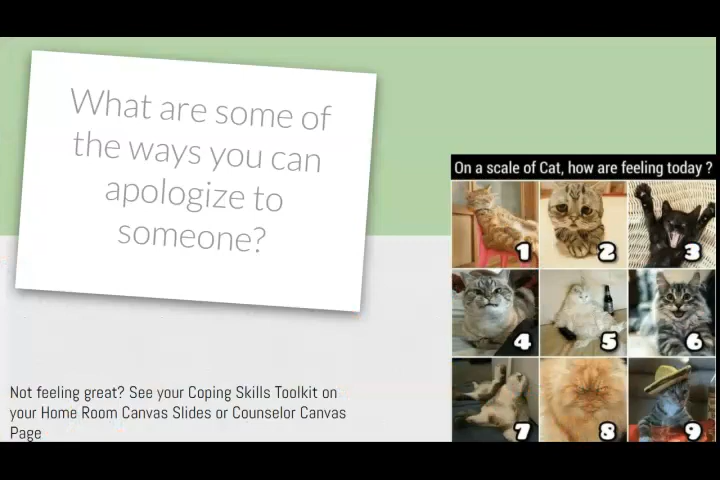 What are some of
the ways you can
apologize to
someone?
On a scale of Cat, how are feeling today ?
1 2 3
4 5 6
7 8 9
Not feeling great? See your Coping Skills Toolkit on
your Home Room Canvas Slides or Counselor Canvas
Page